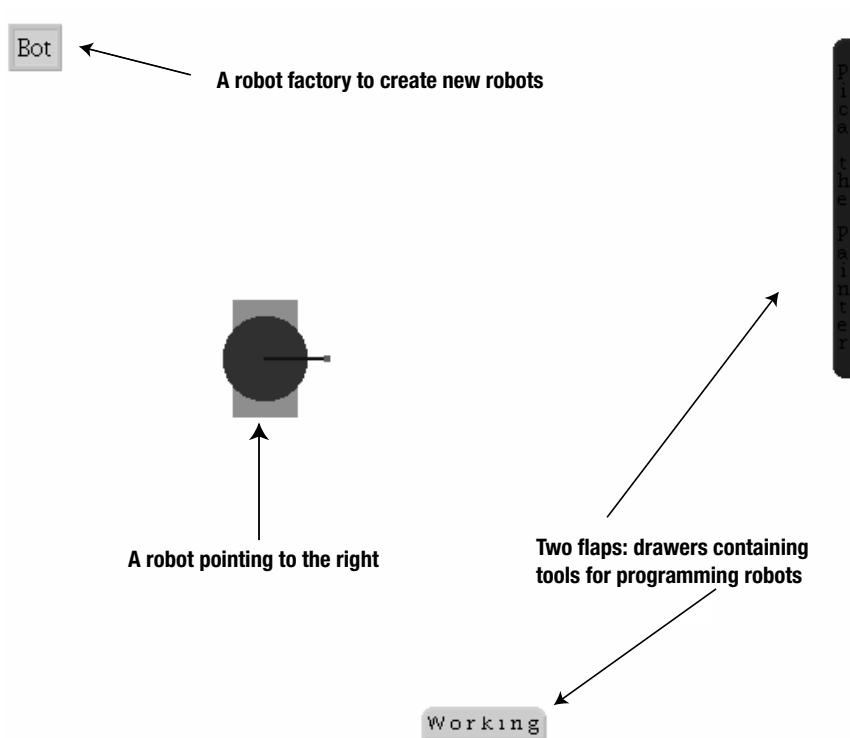 Bot
A robot factory to create new robots
Pica the painter
A robot pointing to the right
Two flaps: drawers containing
tools for programming robots
Working